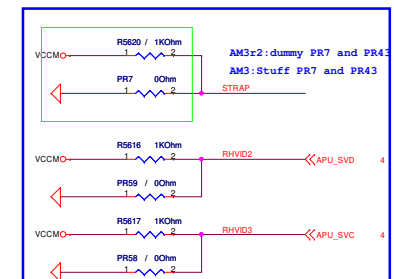 R5620 / 1KOhm
VCCM 1 2
AM3r2:dummy PR7 and PR43
PR7 0Ohm
AM3:Stuff PR7 and PR43
1 2
STRAP
R5616 1KOhm
VCCM 1 2 RHVID2 APU_SVD 4
PR59 / 0Ohm
1 2
R5617 1KOhm
VCCM 1 2 RHVID3 APU_SVC 4
PR58 / 0Ohm
1 2